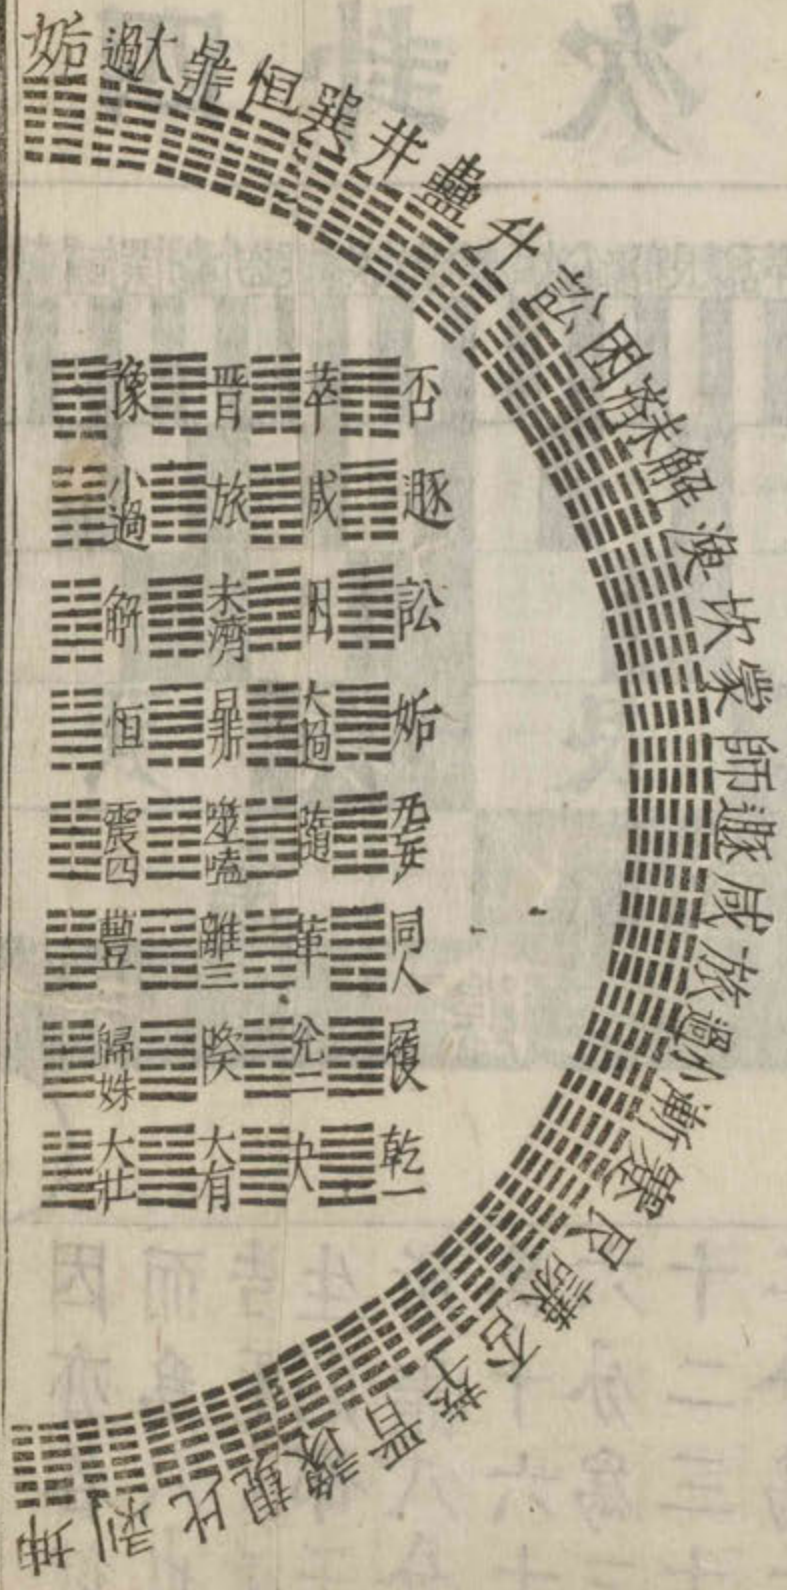 姤 大過 鼎 恒 巽 井 蠱 升 訟 困 未濟 解 渙 坎 蒙 師 遯 咸 旅 小過 漸 蹇 艮 謙 否 萃 晋 豫 觀 比 剥 坤
否 萃 晋 豫
遯 咸 旅 小過
訟 困 未濟 解
姤 大過 鼎 恒
无妄 隨 噬嗑 震四
同人 革 離三 豐
履 兊二 睽 歸妹
乾一 夬 大有 大壯